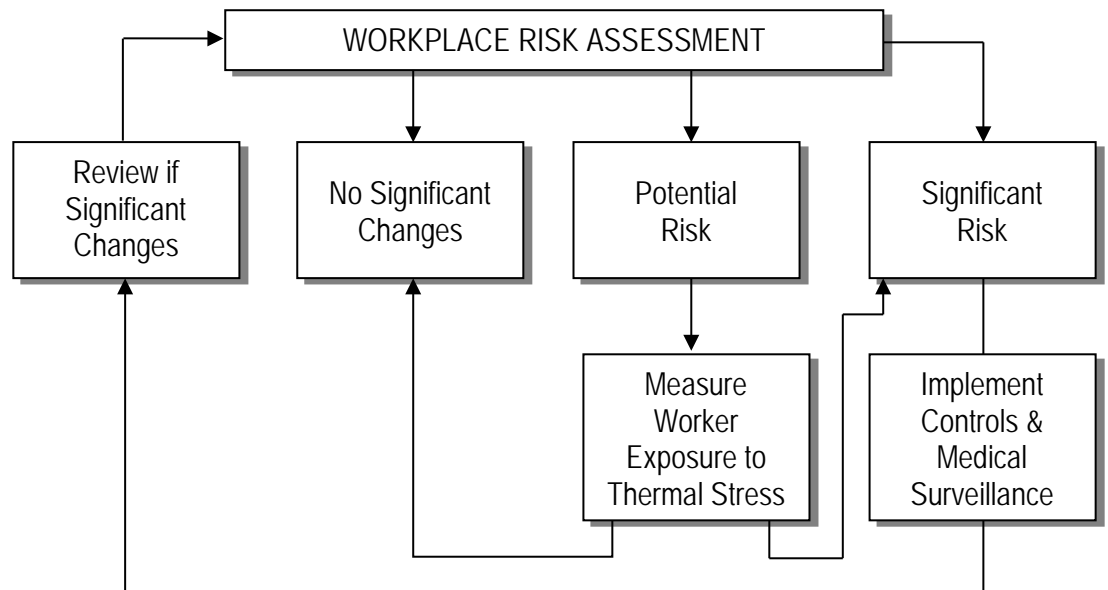 WORKPLACE RISK ASSESSMENT
Review if
Significant
Changes
No Significant
Changes
Potential
Risk
Significant
Risk
Measure
Worker
Exposure to
Thermal Stress
Implement
Controls &
Medical
Surveillance